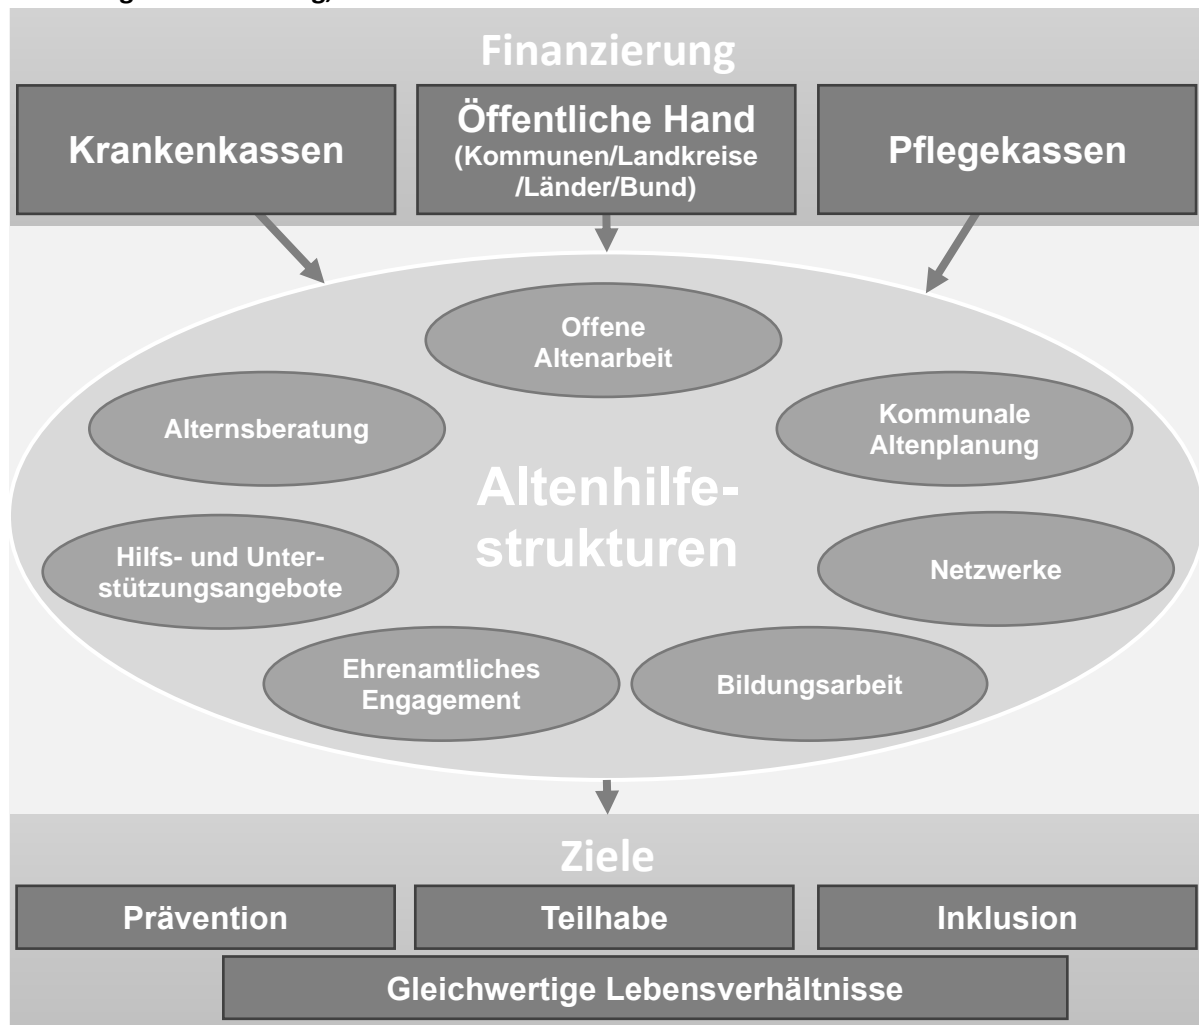 Finanzierung
Krankenkassen
Öffentliche Hand
(Kommunen/Landkreise
/Länder/Bund)
Pflegekassen
Offene
Altenarbeit
Alternsberatung
Kommunale
Altenplanung
Altenhilfe-
strukturen
Hilfs- und Unter-
stützungsangebote
Netzwerke
Ehrenamtliches
Engagement
Bildungsarbeit
Ziele
Prävention
Teilhabe
Inklusion
Gleichwertige Lebensverhältnisse